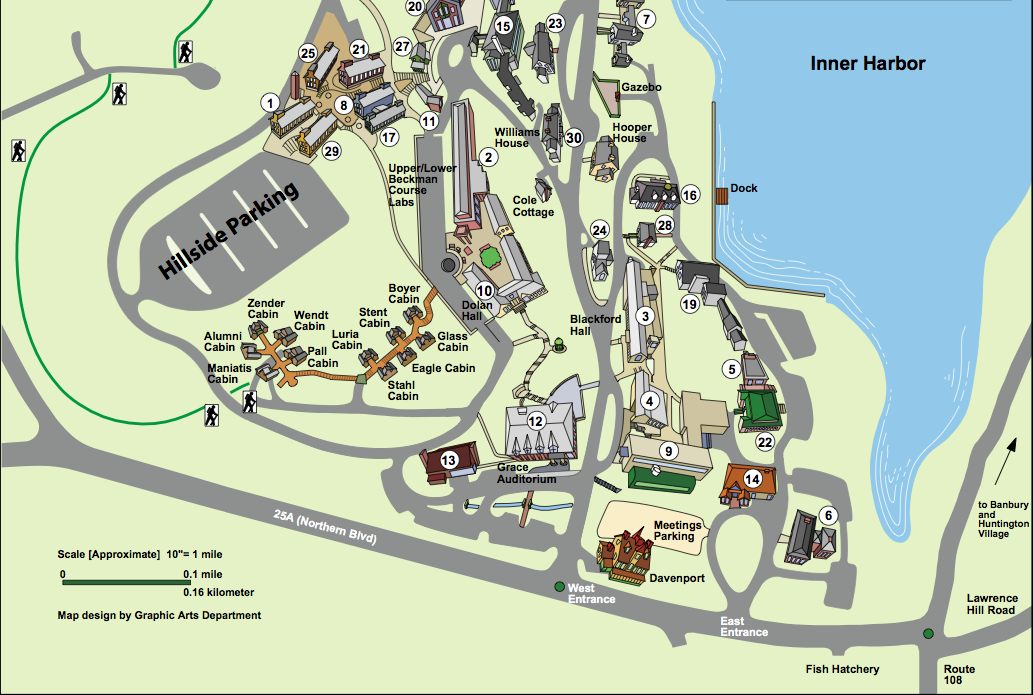 20
7
15
23
Inner Harbor
25
21
27
Gazebo
1
8
11
Williams
House
30
Hooper
House
17
29
2
Upper/Lower
Beckman
Course
Labs
16
Dock
Cole
Cottage
Hillside Parking
28
24
19
10
Dolan
Hall
Boyer
Cabin
Zender
Cabin
Wendt
Cabin
Stent
Cabin
Blackford
Hall
3
Alumni
Cabin
Luria
Cabin
Glass
Cabin
Pall
Cabin
Eagle Cabin
Maniatis
Cabin
Stahl
Cabin
5
4
12
22
9
13
Grace
Auditorium
14
to Banbury
and
Huntington
Village
6
25A (Northern Blvd)
Meetings
Parking
Scale [Approximate] 10"= 1 mile
0
0.1 mile
0.16 kilometer
Davenport
West
Entrance
Lawrence
Hill Road
Map design by Graphic Arts Department
East
Entrance
Fish Hatchery
Route
108